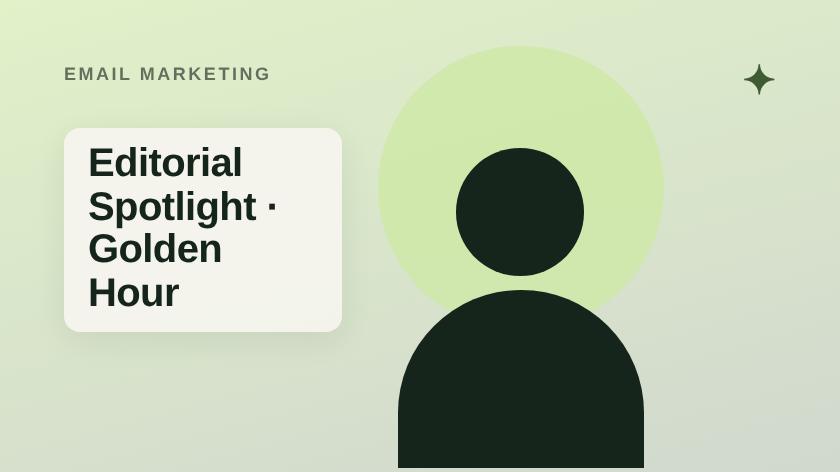 EMAIL MARKETING
Editorial
Spotlight ·
Golden
Hour